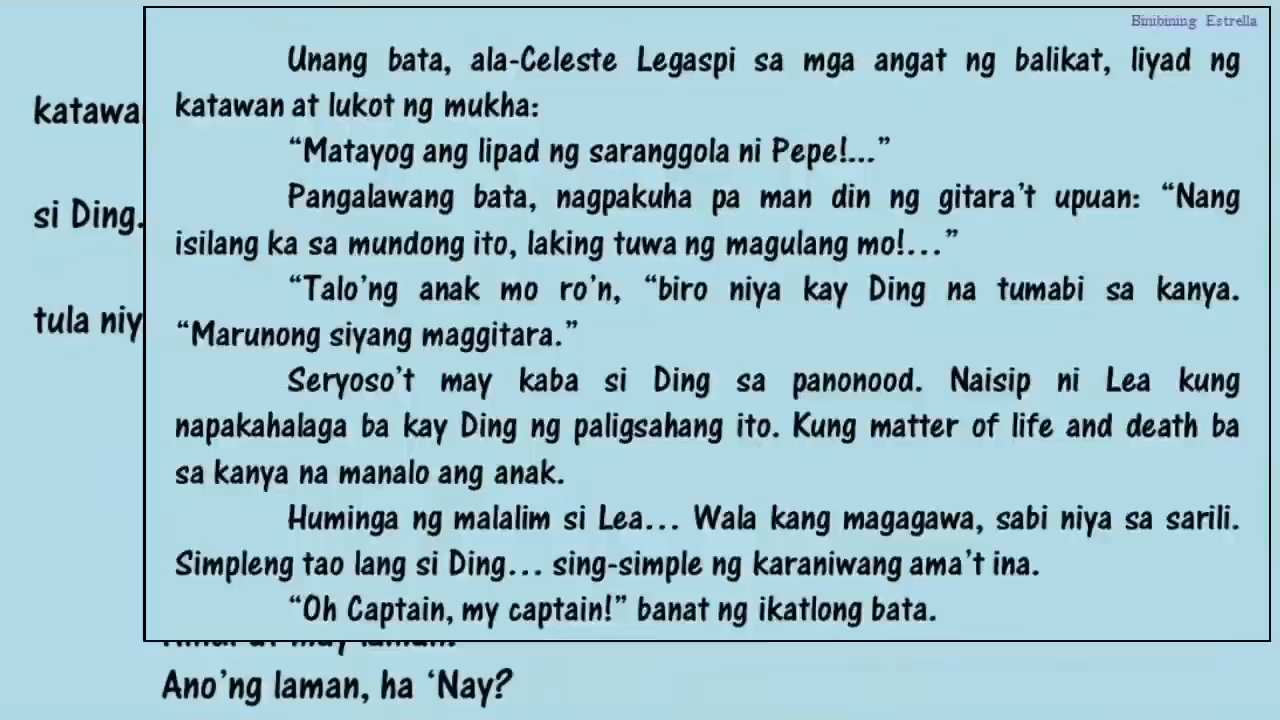 Binibining Estrella
Unang bata, ala-Celeste Legaspi sa mga angat ng balikat, liyad ng
katawan at lukot ng mukha:
“Matayog ang lipad ng saranggola ni Pepe!...”
Pangalawang bata, nagpakuha pa man din ng gitara’t upuan: “Nang
isilang ka sa mundong ito, laking tuwa ng magulang mo!...”
“Talo’ng anak mo ro’n, “biro niya kay Ding na tumabi sa kanya.
“Marunong siyang maggitara.”
Seryoso’t may kaba si Ding sa panonood. Naisip ni Lea kung
napakahalaga ba kay Ding ng paligsahang ito. Kung matter of life and death ba
sa kanya na manalo ang anak.
Huminga ng malalim si Lea... Wala kang magagawa, sabi niya sa sarili.
Simpleng tao lang si Ding... sing-simple ng karaniwang ama’t ina.
“Oh Captain, my captain!” banat ng ikatlong bata.
si Ding.
Ano’ng laman, ha ‘Nay?